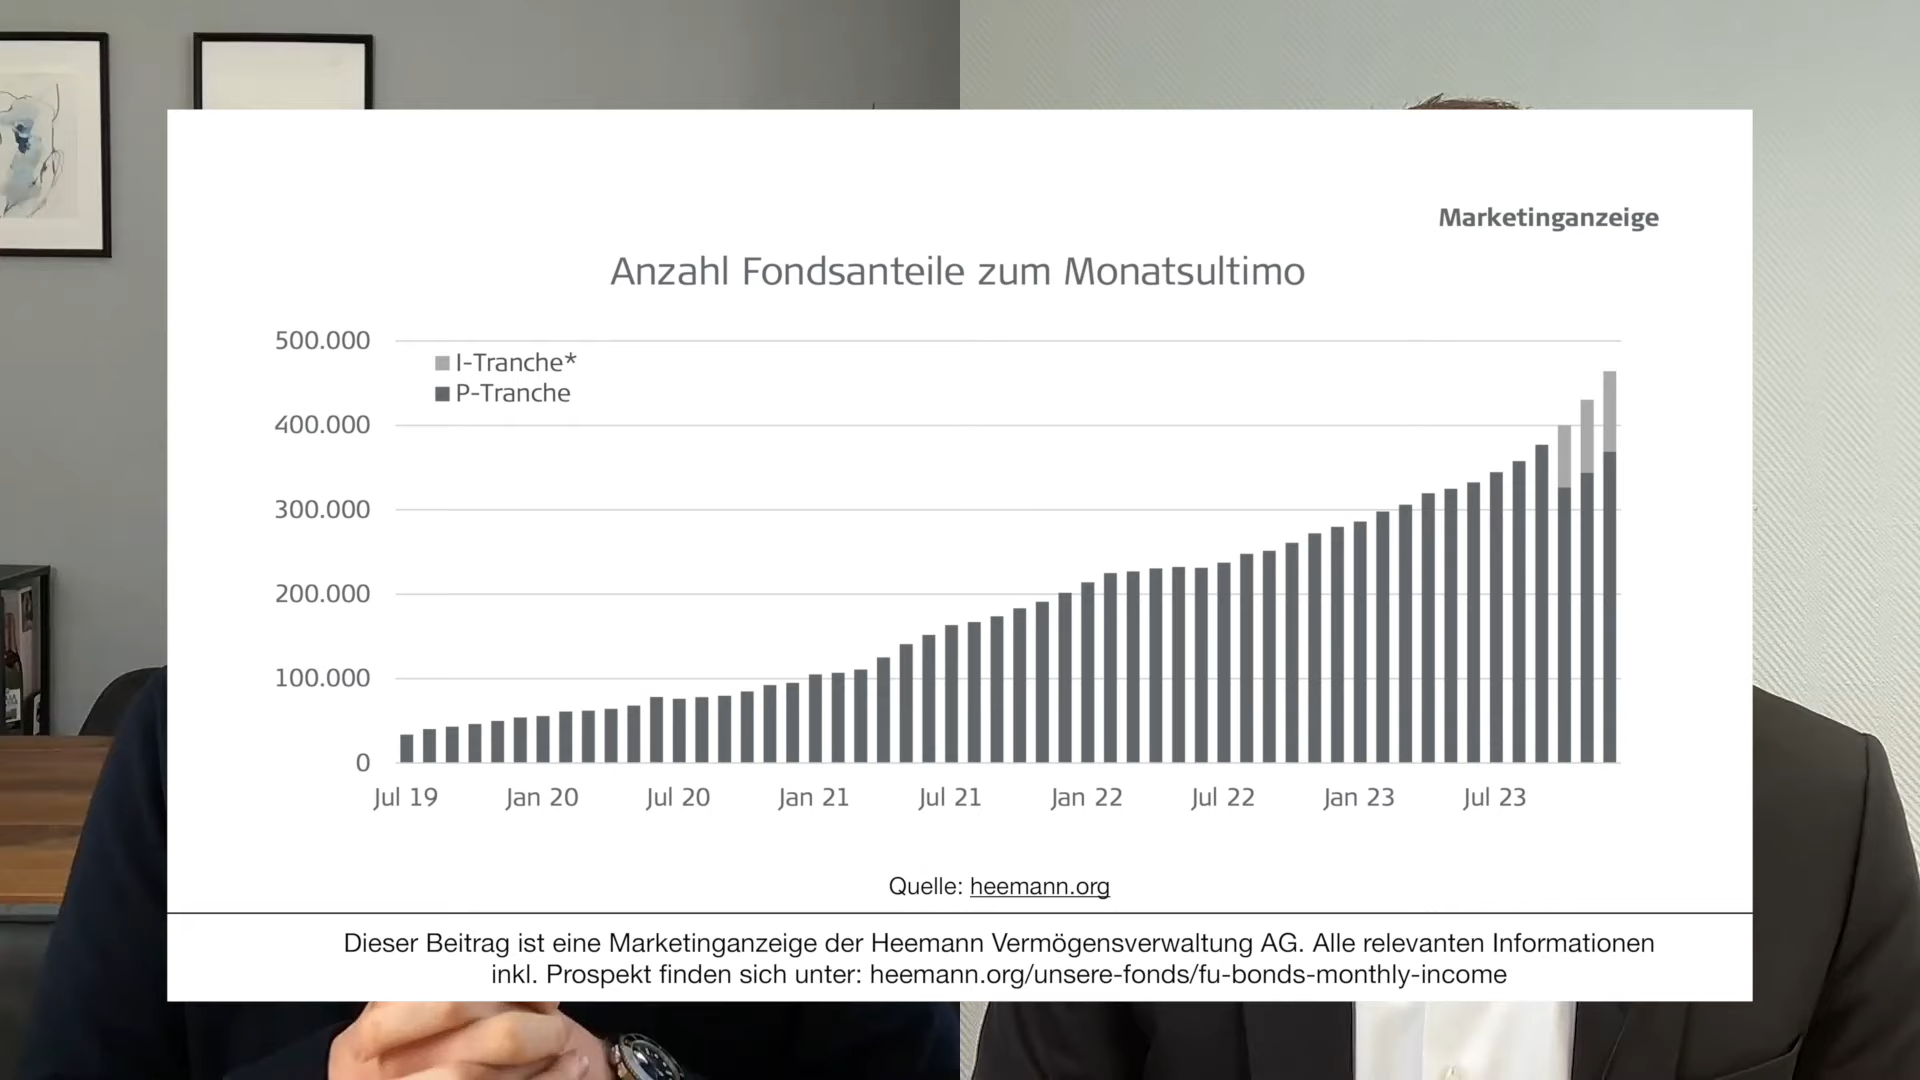 Marketinganzeige
Anzahl Fondsanteile zum Monatsultimo
500.000
I-Tranche*
P-Tranche
400.000
300.000
200.000
100.000
0
Jul 19 Jan 20 Jul 20 Jan 21 Jul 21 Jan 22 Jul 22 Jan 23 Jul 23
Quelle: heemann.org
Dieser Beitrag ist eine Marketinganzeige der Heemann Vermögensverwaltung AG. Alle relevanten Informationen
inkl. Prospekt finden sich unter: heemann.org/unsere-fonds/fu-bonds-monthly-income